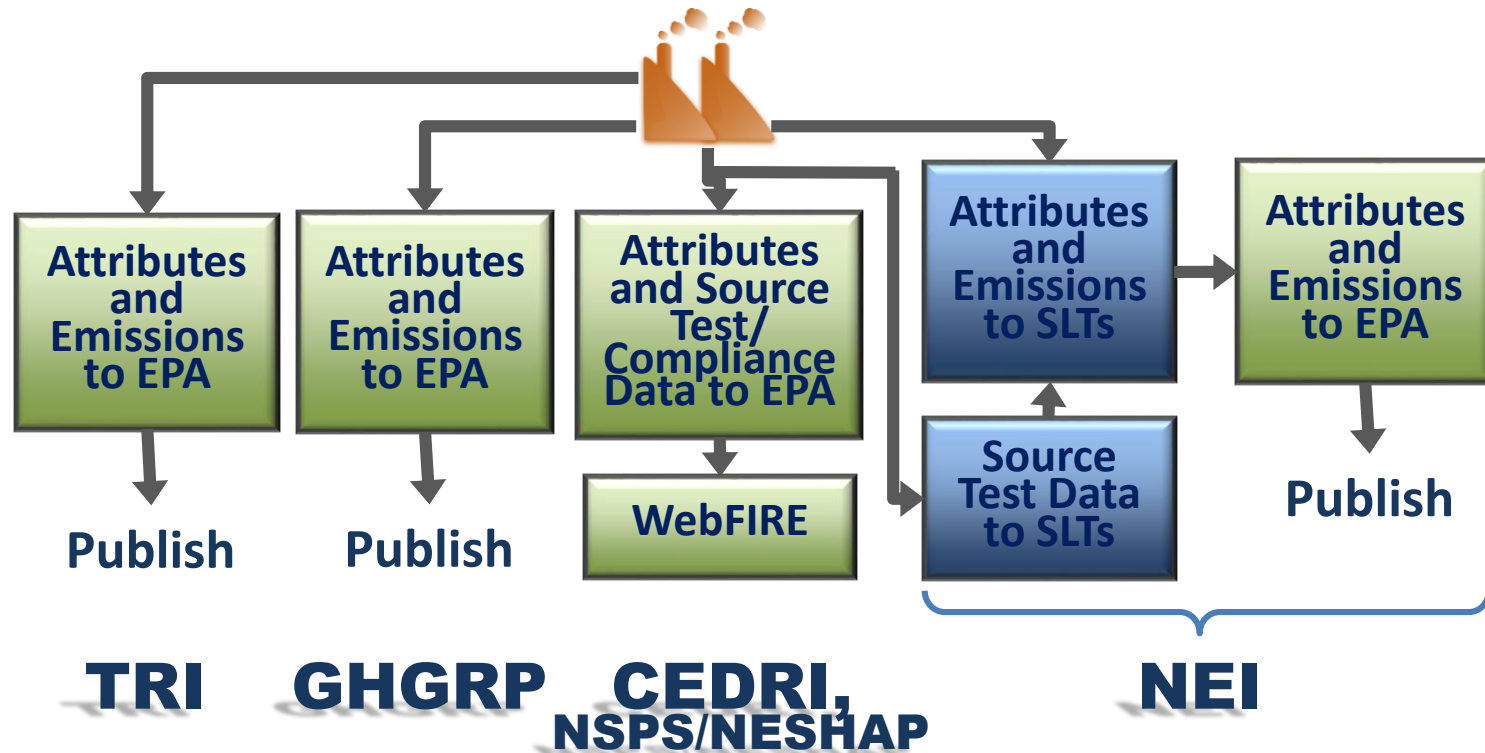 Attributes
and
Emissions
to EPA
Publish
TRI
Attributes
and
Emissions
to EPA
Publish
GHGRP
Attributes
and Source
Test/
Compliance
Data to EPA
WebFIRE
CEDRI,
NSPS/NESHAP
Attributes
and
Emissions
to SLTs
Source
Test Data
to SLTs
Attributes
and
Emissions
to EPA
Publish
NEI